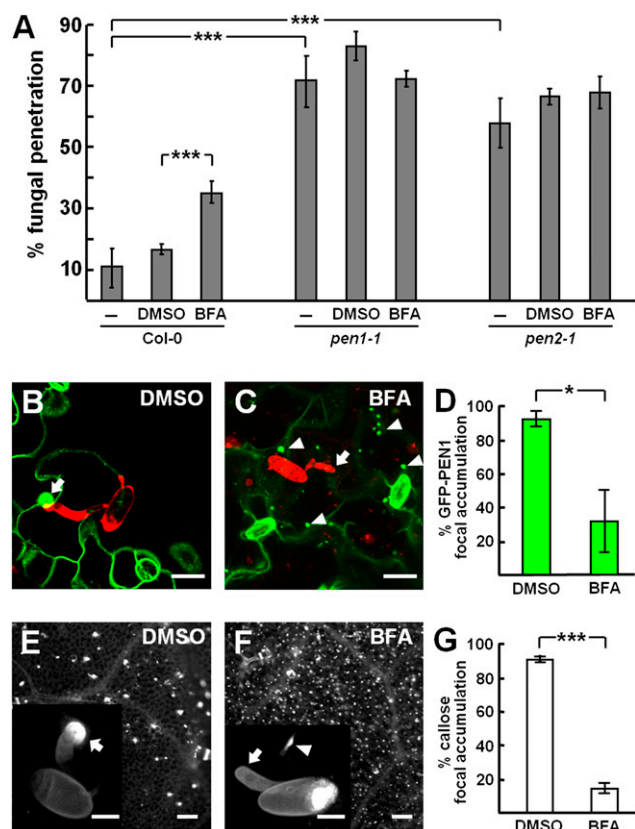 A
% fungal penetration
90
70
50
30
10
***
***
***
– DMSO BFA – DMSO BFA – DMSO BFA
Col-0 pen1-1 pen2-1
B DMSO
C BFA
D
% GFP-PEN1
focal accumulation
100
80
60
40
20
*
DMSO BFA
E DMSO
F BFA
G
% callose
focal accumulation
100
80
60
40
20
***
DMSO BFA